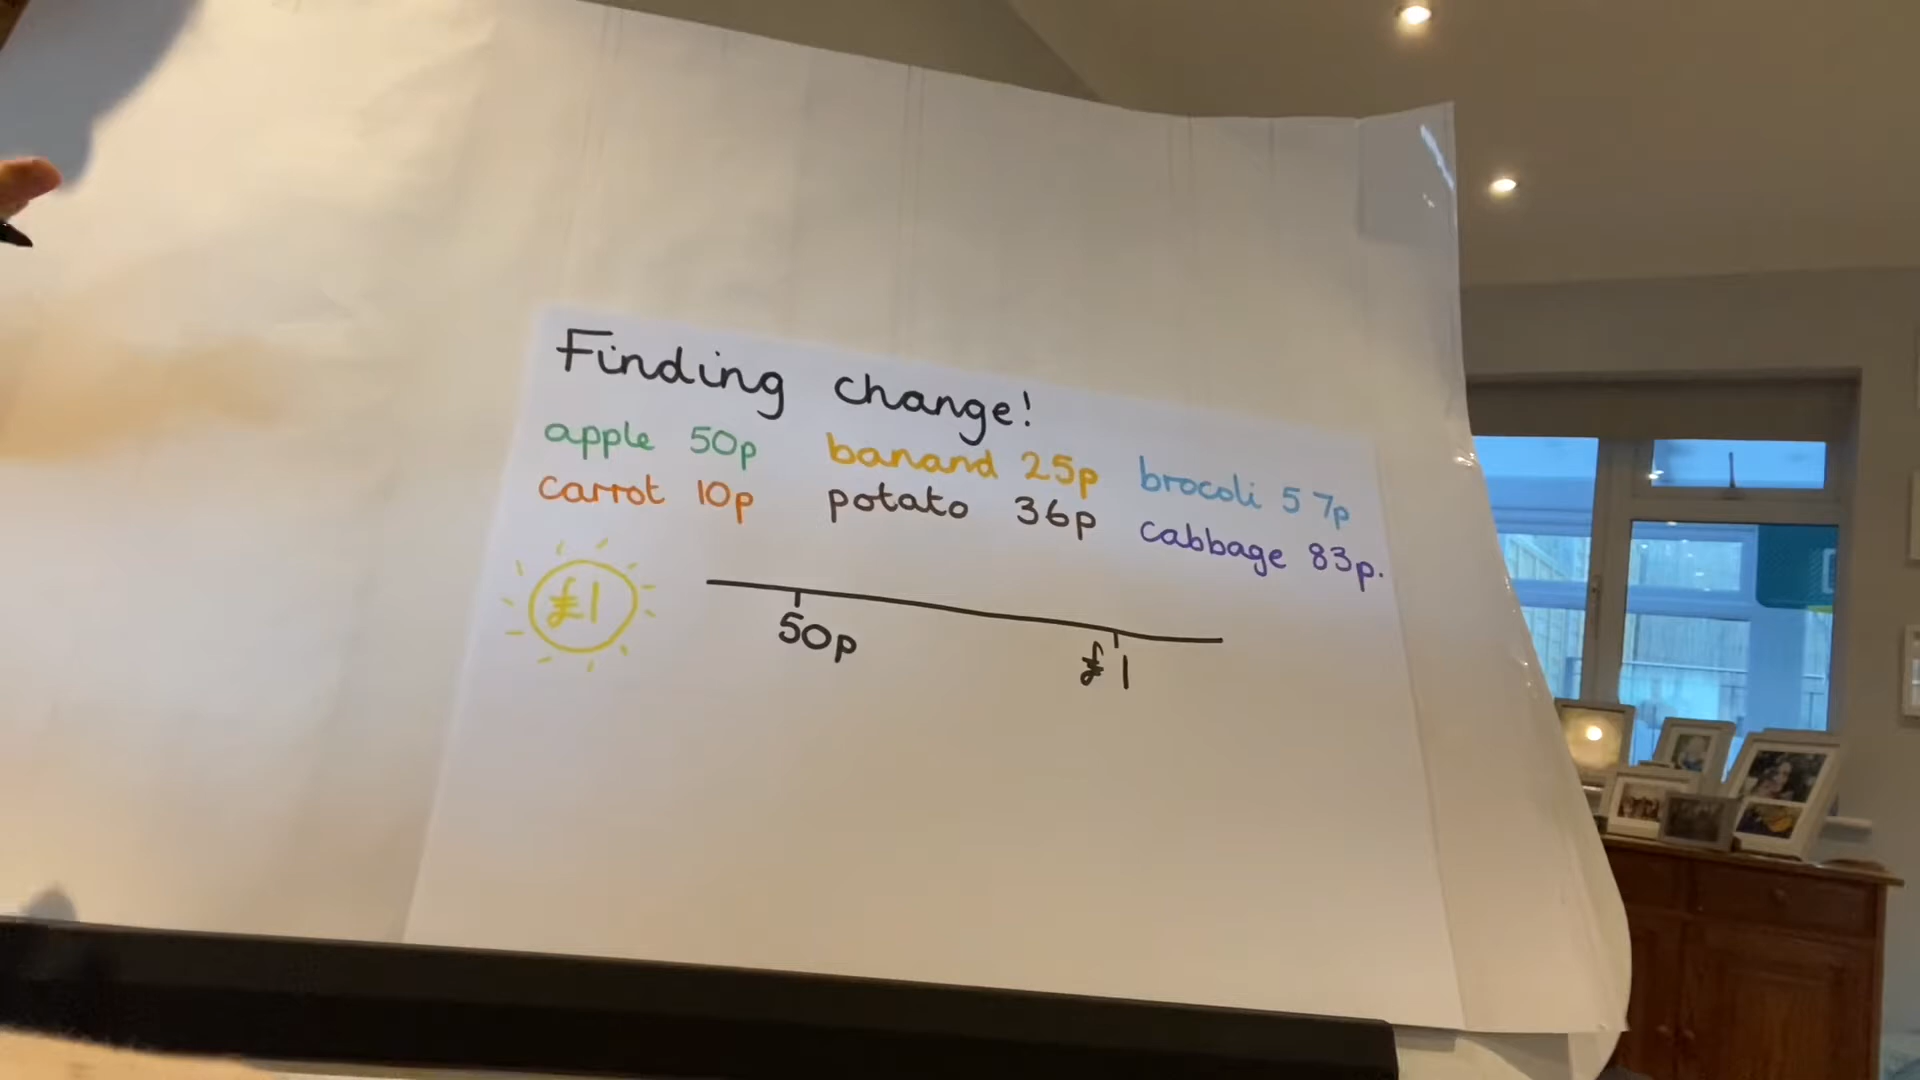 Finding change!
apple 50p banana 25p brocoli 57p
carrot 10p potato 36p cabbage 83p.
£1
50p £1